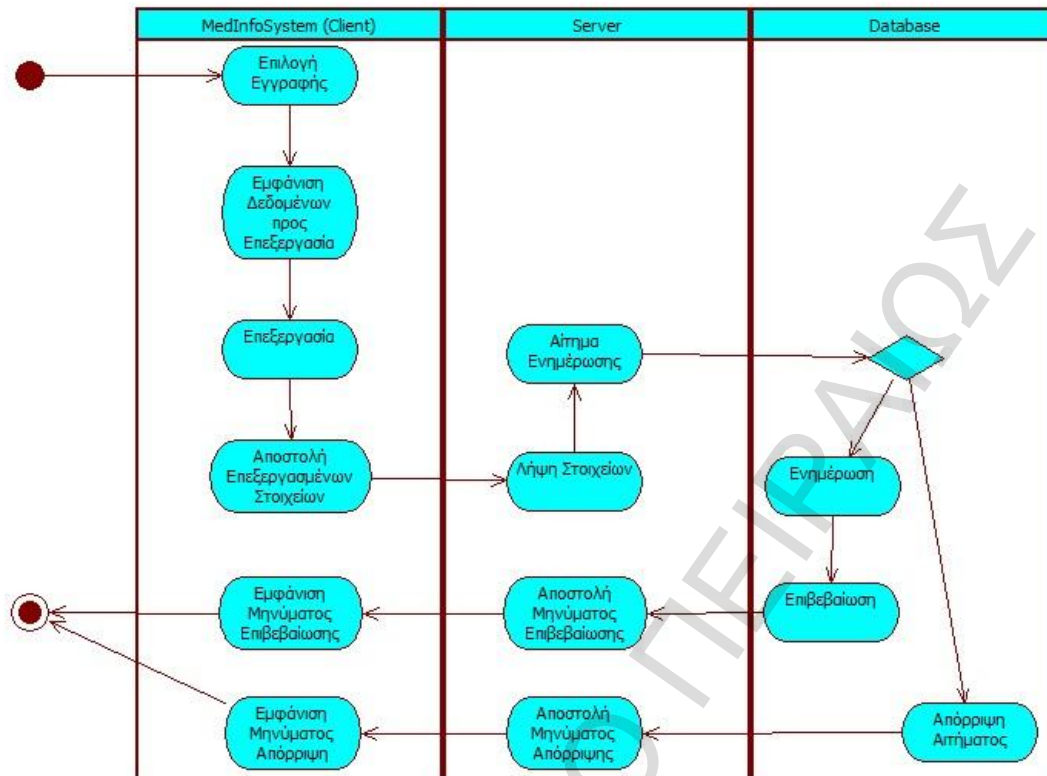 MedInfoSystem (Client)
Server
Database
Επιλογή
Εγγραφής
Εμφάνιση
Δεδομένων
προς
Επεξεργασία
Επεξεργασία
Αποστολή
Επεξεργασμένων
Στοιχείων
Αίτημα
Ενημέρωσης
Λήψη Στοιχείων
Ενημέρωση
Επιβεβαίωση
Αποστολή
Μηνύματος
Επιβεβαίωσης
Εμφάνιση
Μηνύματος
Επιβεβαίωσης
Απόρριψη
Αιτήματος
Αποστολή
Μηνύματος
Απόρριψης
Εμφάνιση
Μηνύματος
Απόρριψη
Ο ΠΕΙΡΑΙΩΣ